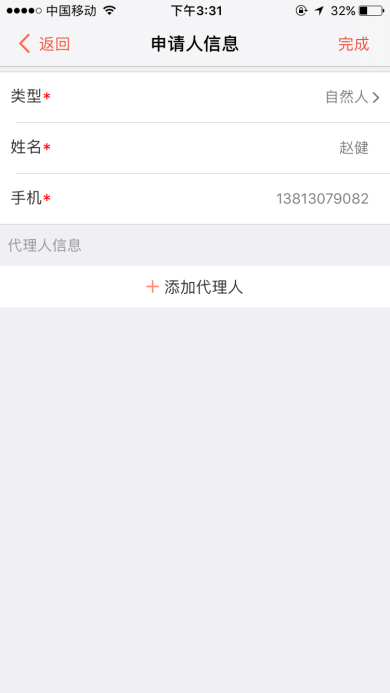 中国移动 下午3:31 32%
返回 申请人信息 完成
类型* 自然人
姓名* 赵健
手机* 13813079082
代理人信息
+ 添加代理人